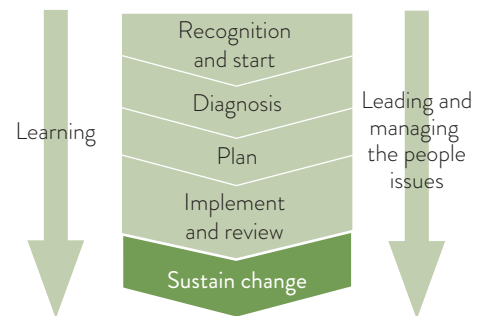 Recognition
and start
Diagnosis
Plan
Implement
and review
Sustain change
Learning
Leading and
managing
the people
issues